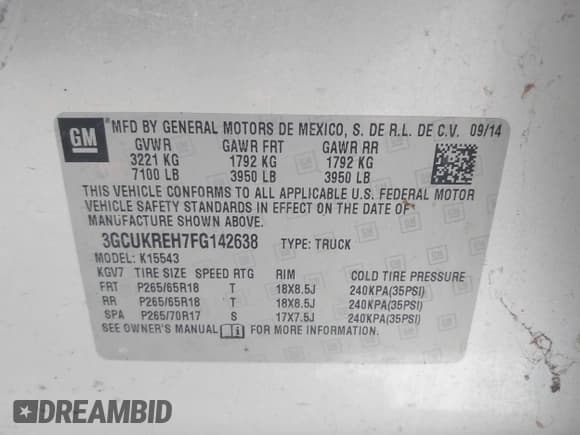 GM
MFD BY GENERAL MOTORS DE MEXICO, S. DE R.L. DE C.V. 09/14
GVWR GAWR FRT GAWR RR
3221 KG 1792 KG 1792 KG
7100 LB 3950 LB 3950 LB
THIS VEHICLE CONFORMS TO ALL APPLICABLE U.S. FEDERAL MOTOR
VEHICLE SAFETY STANDARDS IN EFFECT ON THE DATE OF
MANUFACTURE SHOWN ABOVE.
3GCUKREH7FG142638 TYPE: TRUCK
MODEL: K15543
KGV7 TIRE SIZE SPEED RTG RIM COLD TIRE PRESSURE
FRT P265/65R18 T 18X8.5J 240KPA(35PSI)
RR P265/65R18 T 18X8.5J 240KPA(35PSI)
SPA P265/70R17 S 17X7.5J 240KPA(35PSI)
SEE OWNER'S MANUAL FOR MORE INFORMATION.
DREAMBID